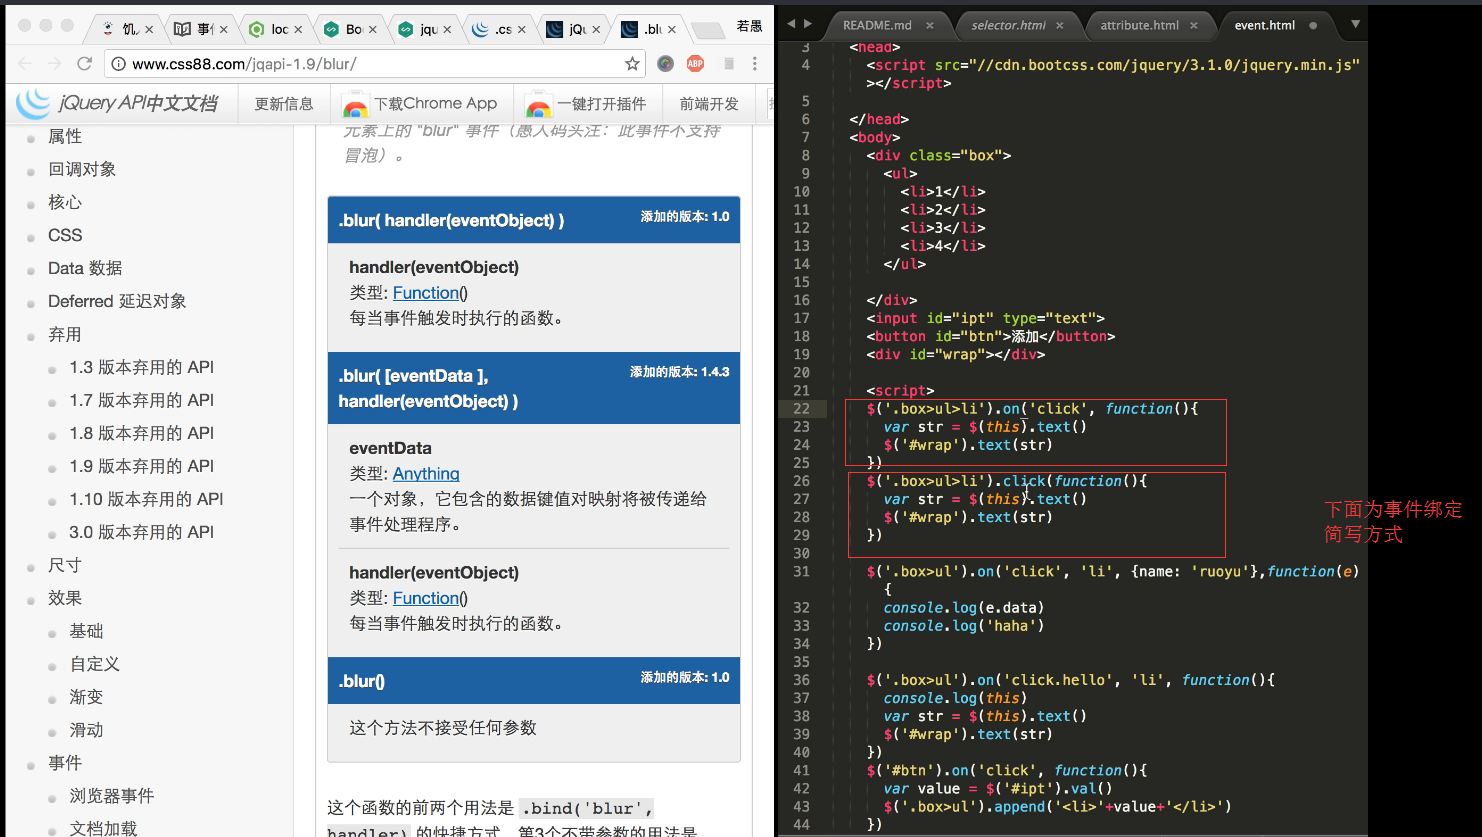 饥
事
loc
Bo
jqu
.cs
jQ
.bl
若愚
www.css88.com/jqapi-1.9/blur/
ABP
jQuery API中文文档
更新信息
下载Chrome App
一键打开插件
前端开发
属性
回调对象
核心
CSS
Data 数据
Deferred 延迟对象
弃用
1.3 版本弃用的 API
1.7 版本弃用的 API
1.8 版本弃用的 API
1.9 版本弃用的 API
1.10 版本弃用的 API
3.0 版本弃用的 API
尺寸
效果
基础
自定义
渐变
滑动
事件
浏览器事件
文档加载
元素上的 "blur" 事件（愚人码头注：此事件不支持
冒泡）。
.blur( handler(eventObject) )
添加的版本: 1.0
handler(eventObject)
类型: Function()
每当事件触发时执行的函数。
.blur( [eventData ],
handler(eventObject) )
添加的版本: 1.4.3
eventData
类型: Anything
一个对象，它包含的数据键值对映射将被传递给
事件处理程序。
handler(eventObject)
类型: Function()
每当事件触发时执行的函数。
.blur()
添加的版本: 1.0
这个方法不接受任何参数
这个函数的前两个用法是 .bind('blur',
handler) 的快捷方式，第3个不带参数的用法是
README.md
selector.html
attribute.html
event.html
3 <head>
4 <script src="//cdn.bootcss.com/jquery/3.1.0/jquery.min.js"
></script>
5
6 </head>
7 <body>
8 <div class="box">
9 <ul>
10 <li>1</li>
11 <li>2</li>
12 <li>3</li>
13 <li>4</li>
14 </ul>
15
16 </div>
17 <input id="ipt" type="text">
18 <button id="btn">添加</button>
19 <div id="wrap"></div>
20
21 <script>
22 $('.box>ul>li').on('click', function(){
23 var str = $(this).text()
24 $('#wrap').text(str)
25 })
26 $('.box>ul>li').click(function(){
27 var str = $(this).text()
28 $('#wrap').text(str)
29 })
30
31 $('.box>ul').on('click', 'li', {name: 'ruoyu'},function(e)
{
32 console.log(e.data)
33 console.log('haha')
34 })
35
36 $('.box>ul').on('click.hello', 'li', function(){
37 console.log(this)
38 var str = $(this).text()
39 $('#wrap').text(str)
40 })
41 $('#btn').on('click', function(){
42 var value = $('#ipt').val()
43 $('.box>ul').append('<li>'+value+'</li>')
44 })
下面为事件绑定
简写方式